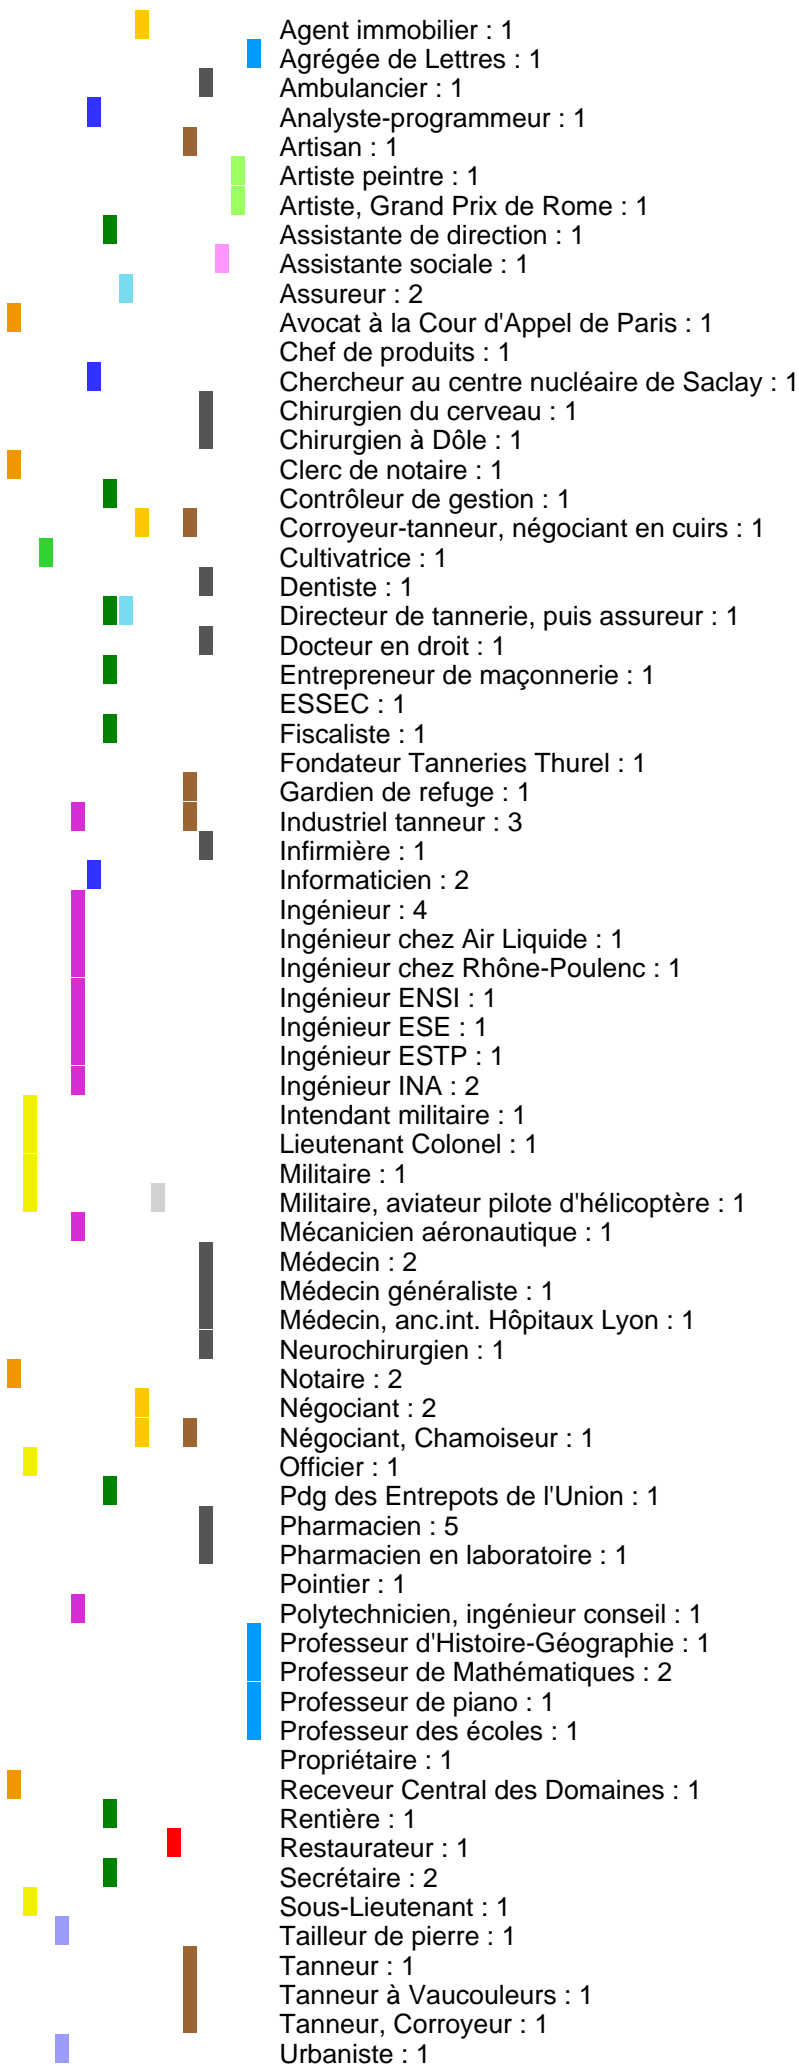 Agent immobilier : 1
Agrégée de Lettres : 1
Ambulancier : 1
Analyste-programmeur : 1
Artisan : 1
Artiste peintre : 1
Artiste, Grand Prix de Rome : 1
Assistante de direction : 1
Assistante sociale : 1
Assureur : 2
Avocat à la Cour d'Appel de Paris : 1
Chef de produits : 1
Chercheur au centre nucléaire de Saclay : 1
Chirurgien du cerveau : 1
Chirurgien à Dôle : 1
Clerc de notaire : 1
Contrôleur de gestion : 1
Corroyeur-tanneur, négociant en cuirs : 1
Cultivatrice : 1
Dentiste : 1
Directeur de tannerie, puis assureur : 1
Docteur en droit : 1
Entrepreneur de maçonnerie : 1
ESSEC : 1
Fiscaliste : 1
Fondateur Tanneries Thurel : 1
Gardien de refuge : 1
Industriel tanneur : 3
Infirmière : 1
Informaticien : 2
Ingénieur : 4
Ingénieur chez Air Liquide : 1
Ingénieur chez Rhône-Poulenc : 1
Ingénieur ENSI : 1
Ingénieur ESE : 1
Ingénieur ESTP : 1
Ingénieur INA : 2
Intendant militaire : 1
Lieutenant Colonel : 1
Militaire : 1
Militaire, aviateur pilote d'hélicoptère : 1
Mécanicien aéronautique : 1
Médecin : 2
Médecin généraliste : 1
Médecin, anc.int. Hôpitaux Lyon : 1
Neurochirurgien : 1
Notaire : 2
Négociant : 2
Négociant, Chamoiseur : 1
Officier : 1
Pdg des Entrepots de l'Union : 1
Pharmacien : 5
Pharmacien en laboratoire : 1
Pointier : 1
Polytechnicien, ingénieur conseil : 1
Professeur d'Histoire-Géographie : 1
Professeur de Mathématiques : 2
Professeur de piano : 1
Professeur des écoles : 1
Propriétaire : 1
Receveur Central des Domaines : 1
Rentière : 1
Restaurateur : 1
Secrétaire : 2
Sous-Lieutenant : 1
Tailleur de pierre : 1
Tanneur : 1
Tanneur à Vaucouleurs : 1
Tanneur, Corroyeur : 1
Urbaniste : 1